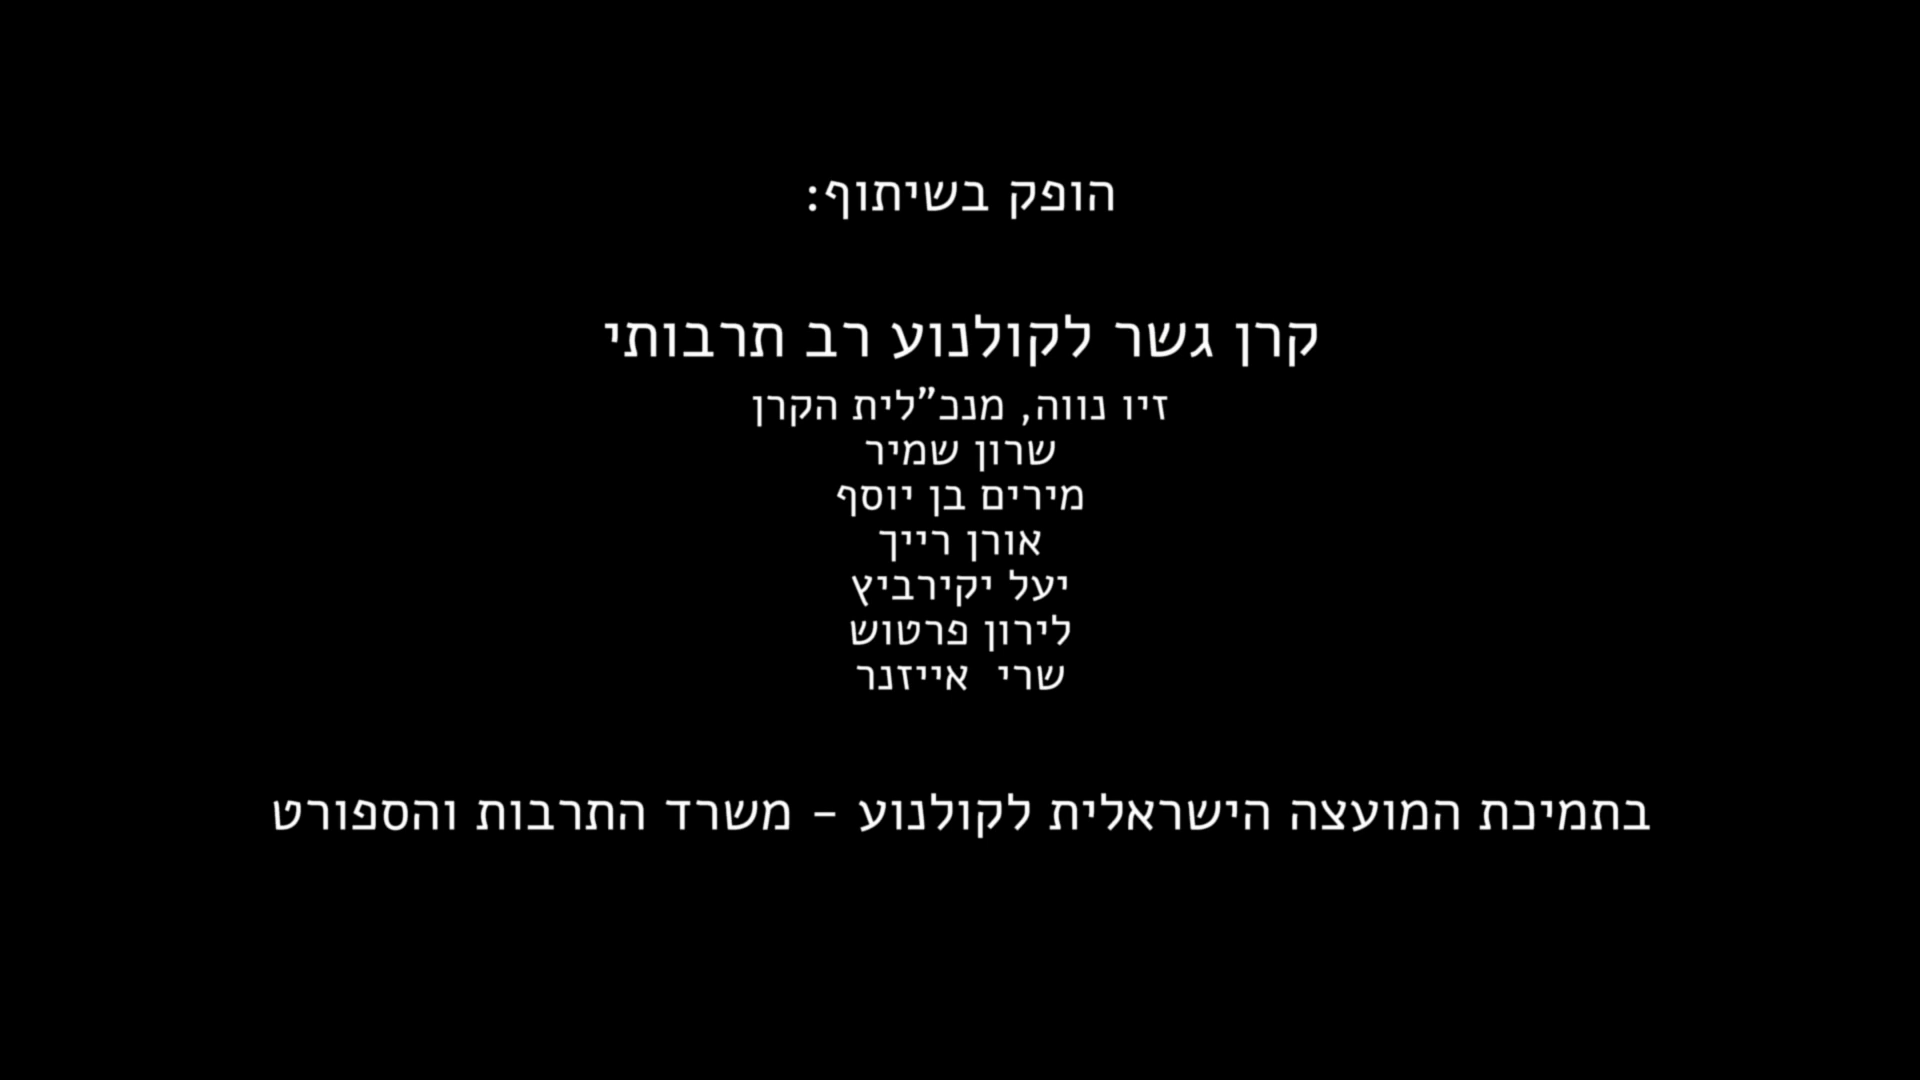 הופק בשיתוף:
קרן גשר לקולנוע רב תרבותי
זיו נווה, מנכ”לית הקרן
שרון שמיר
מירים בן יוסף
אורן רייך
יעל יקירביץ
לירון פרטוש
שרי  אייזנר
בתמיכת המועצה הישראלית לקולנוע – משרד התרבות והספורט